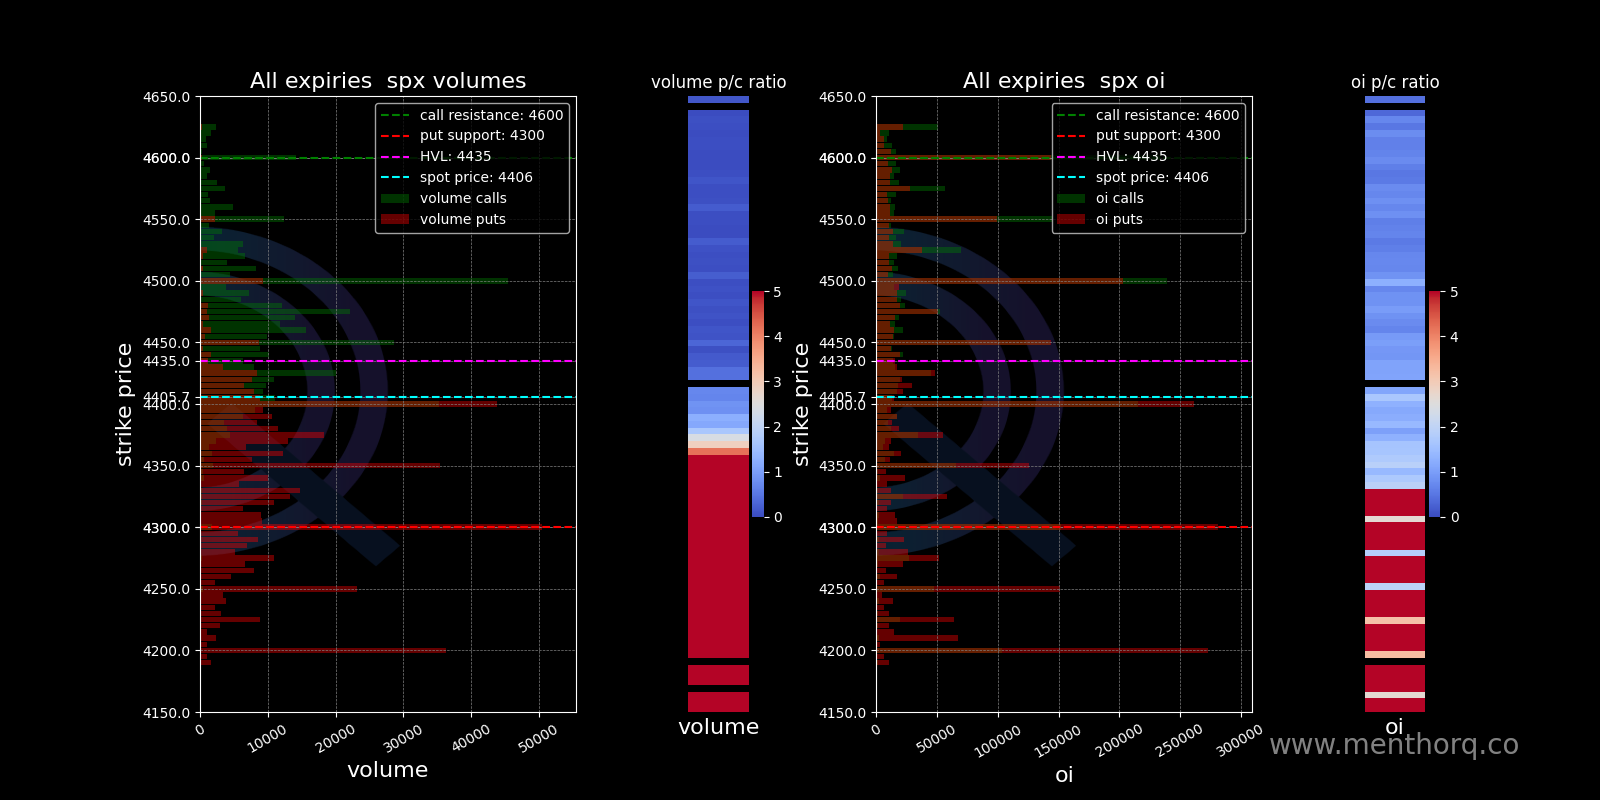 All expiries  spx volumes
volume p/c ratio
All expiries  spx oi
oi p/c ratio
4650.0
4600.0
4550.0
4500.0
4450.0
4435.0
4405.7
4400.0
4350.0
4300.0
4250.0
4200.0
4150.0
strike price
call resistance: 4600
put support: 4300
HVL: 4435
spot price: 4406
volume calls
volume puts
0
10000
20000
30000
40000
50000
volume
5
4
3
2
1
0
volume
4650.0
4600.0
4550.0
4500.0
4450.0
4435.0
4405.7
4400.0
4350.0
4300.0
4250.0
4200.0
4150.0
strike price
call resistance: 4600
put support: 4300
HVL: 4435
spot price: 4406
oi calls
oi puts
0
50000
100000
150000
200000
250000
300000
oi
5
4
3
2
1
0
oi
www.menthorq.co